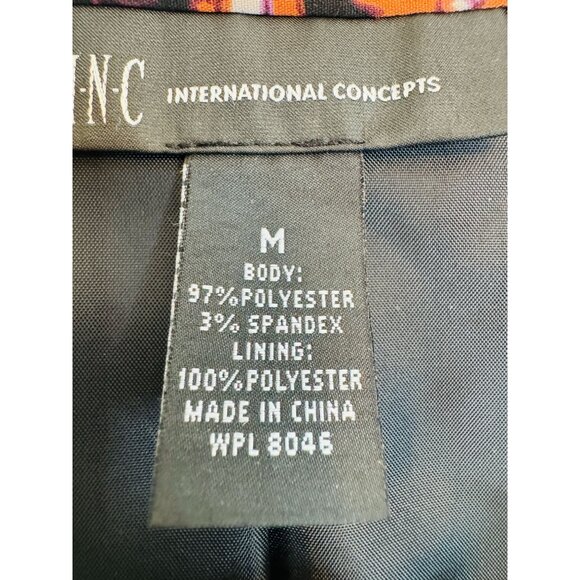 I-N-C INTERNATIONAL CONCEPTS
M
BODY:
97% POLYESTER
3% SPANDEX
LINING:
100% POLYESTER
MADE IN CHINA
WPL 8046